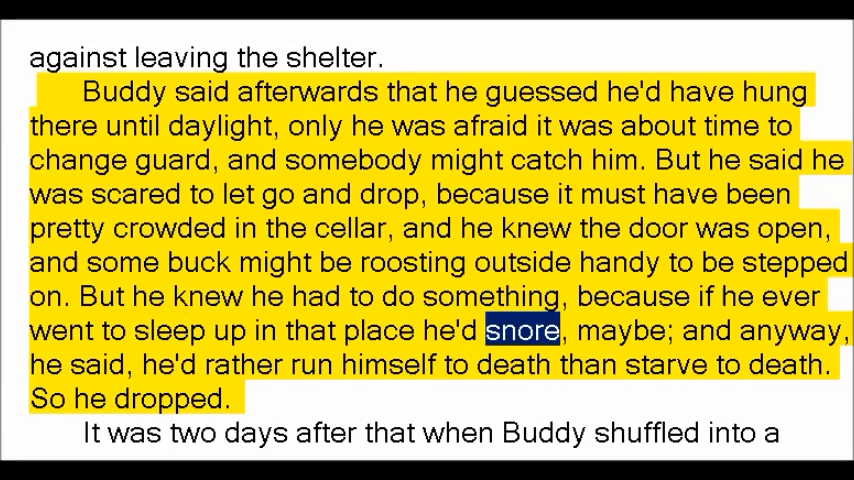 against leaving the shelter.
Buddy said afterwards that he guessed he'd have hung
there until daylight, only he was afraid it was about time to
change guard, and somebody might catch him. But he said he
was scared to let go and drop, because it must have been
pretty crowded in the cellar, and he knew the door was open,
and some buck might be roosting outside handy to be stepped
on. But he knew he had to do something, because if he ever
went to sleep up in that place he'd snore, maybe; and anyway,
he said, he'd rather run himself to death than starve to death.
So he dropped.
It was two days after that when Buddy shuffled into a